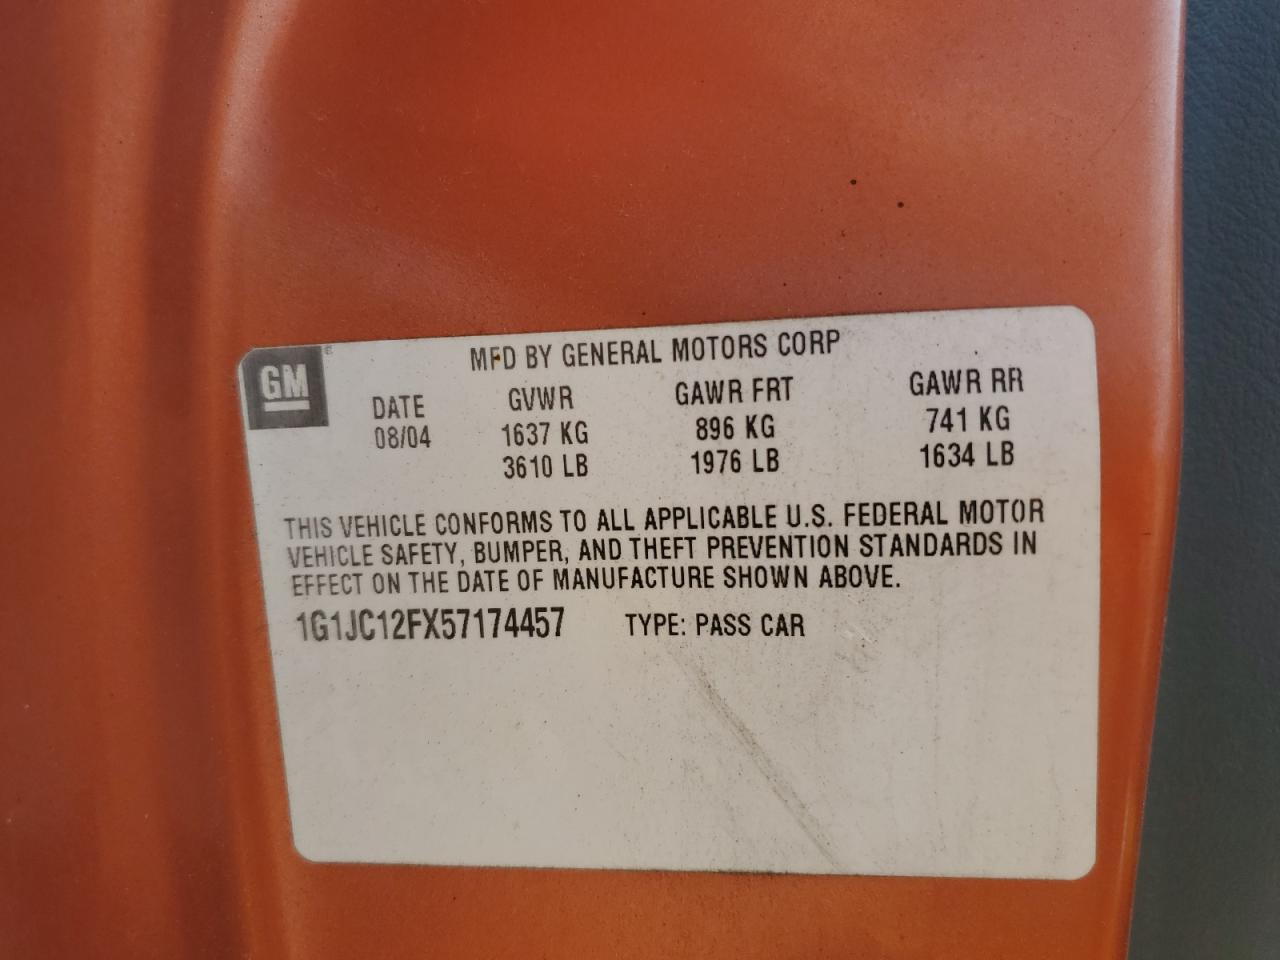 GM
MFD BY GENERAL MOTORS CORP
DATE GVWR GAWR FRT GAWR RR
08/04 1637 KG 896 KG 741 KG
3610 LB 1976 LB 1634 LB
THIS VEHICLE CONFORMS TO ALL APPLICABLE U.S. FEDERAL MOTOR
VEHICLE SAFETY, BUMPER, AND THEFT PREVENTION STANDARDS IN
EFFECT ON THE DATE OF MANUFACTURE SHOWN ABOVE.
1G1JC12FX57174457 TYPE: PASS CAR